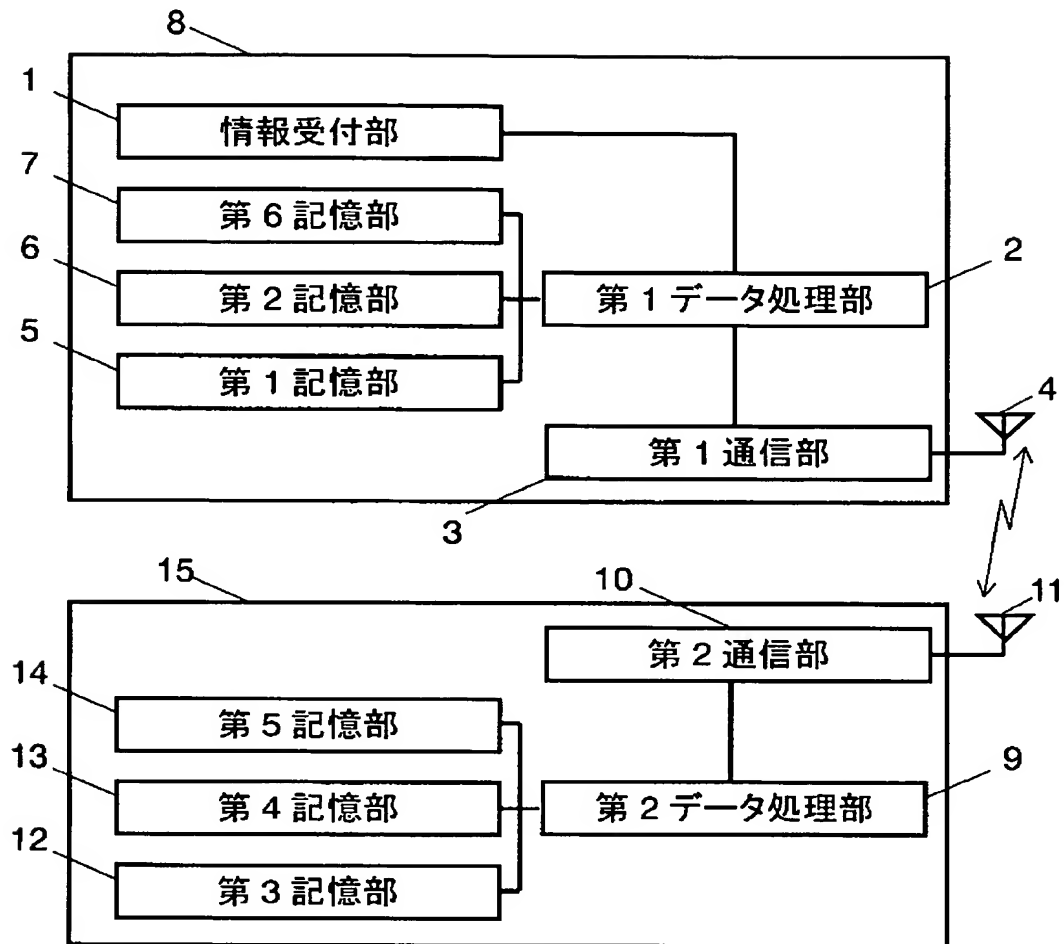 8
1
情報受付部
7
第6記憶部
6
第2記憶部
2
第1データ処理部
5
第1記憶部
4
第1通信部
3
15
10
11
第2通信部
14
第5記憶部
13
第4記憶部
9
第2データ処理部
12
第3記憶部